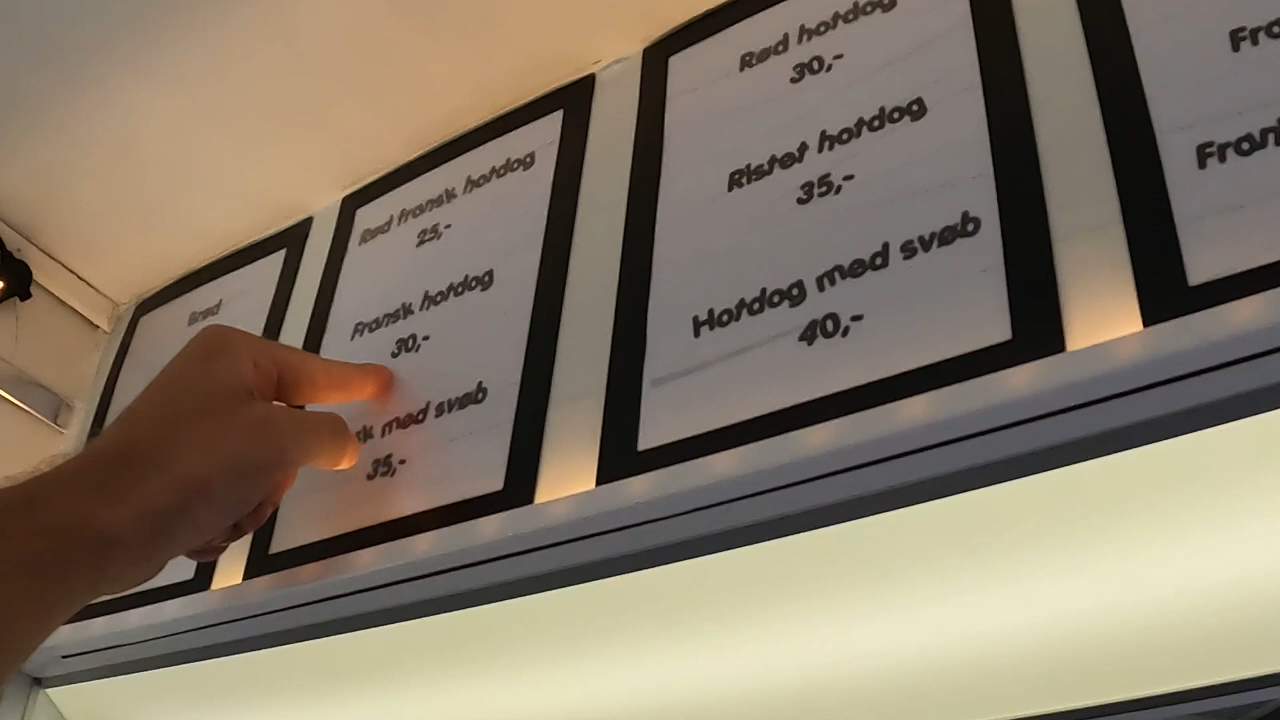 Brød
Rød fransk hotdog
25,-
Fransk hotdog
30,-
med svøb
35,-
Rød hotdog
30,-
Ristet hotdog
35,-
Hotdog med svøb
40,-